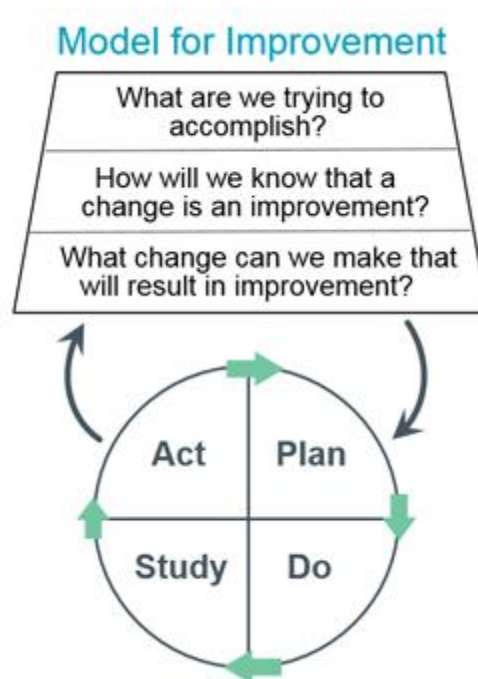 Model for Improvement
What are we trying to
accomplish?
How will we know that a
change is an improvement?
What change can we make that
will result in improvement?
Act
Plan
Study
Do